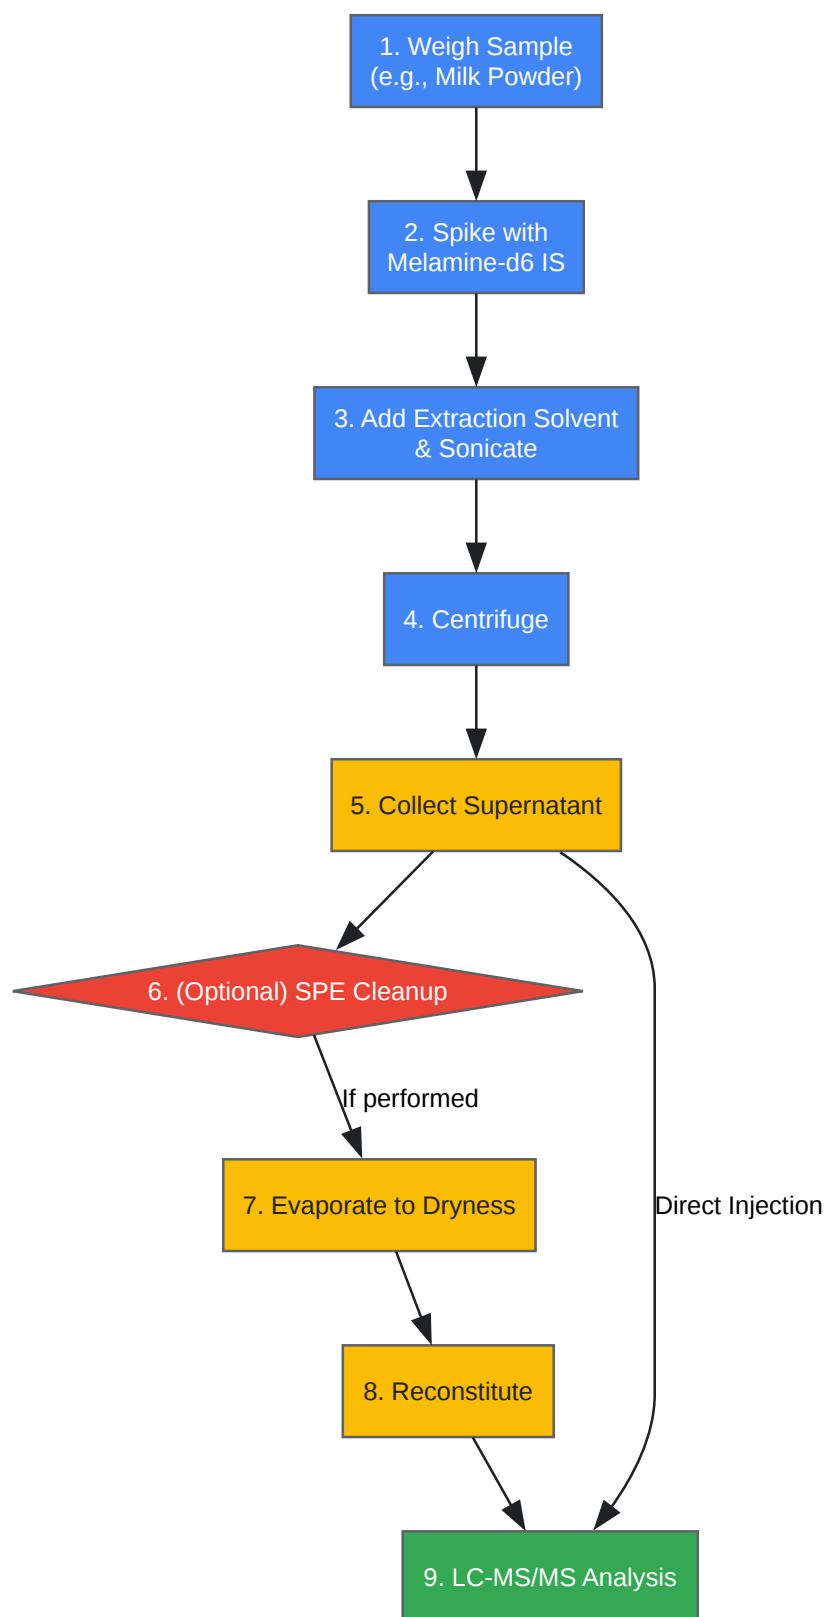 1. Weigh Sample
(e.g., Milk Powder)
2. Spike with
Melamine-d6 IS
3. Add Extraction Solvent
& Sonicate
4. Centrifuge
5. Collect Supernatant
6. (Optional) SPE Cleanup
If performed
7. Evaporate to Dryness
Direct Injection
8. Reconstitute
9. LC-MS/MS Analysis